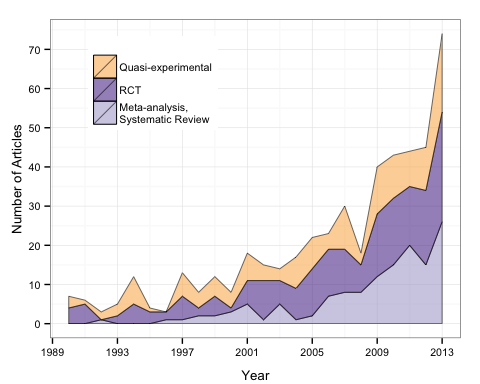 Number of Articles
70
60
50
40
30
20
10
0
Quasi-experimental
RCT
Meta-analysis,
Systematic Review
1989
1993
1997
2001
2005
2009
2013
Year